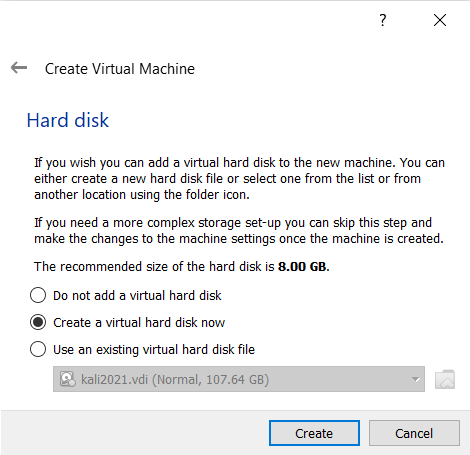 ?
Create Virtual Machine
Hard disk
If you wish you can add a virtual hard disk to the new machine. You can
either create a new hard disk file or select one from the list or from
another location using the folder icon.
If you need a more complex storage set-up you can skip this step and
make the changes to the machine settings once the machine is created.
The recommended size of the hard disk is 8.00 GB.
Do not add a virtual hard disk
Create a virtual hard disk now
Use an existing virtual hard disk file
kali2021.vdi (Normal, 107.64 GB)
Create Cancel